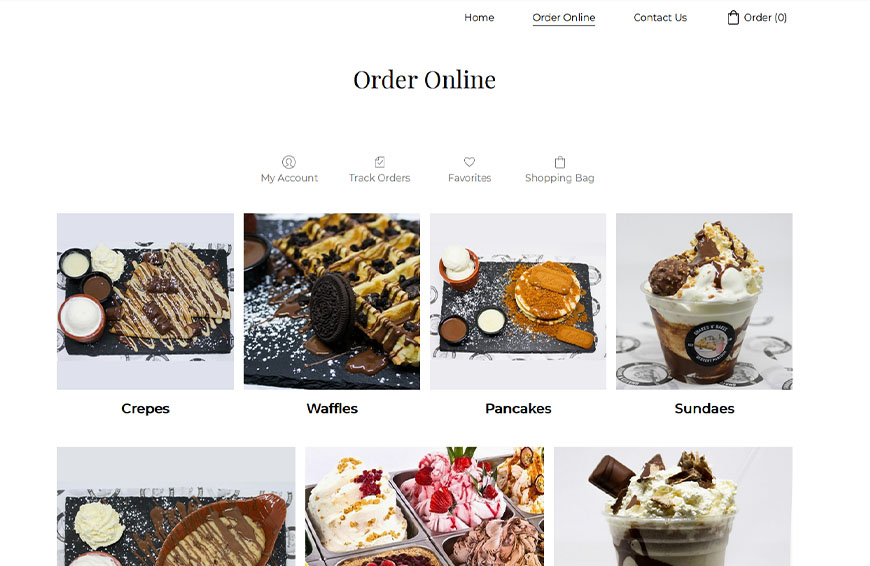 Home Order Online Contact Us Order (0)
Order Online
My Account Track Orders Favorites Shopping Bag
Crepes Waffles Pancakes Sundaes